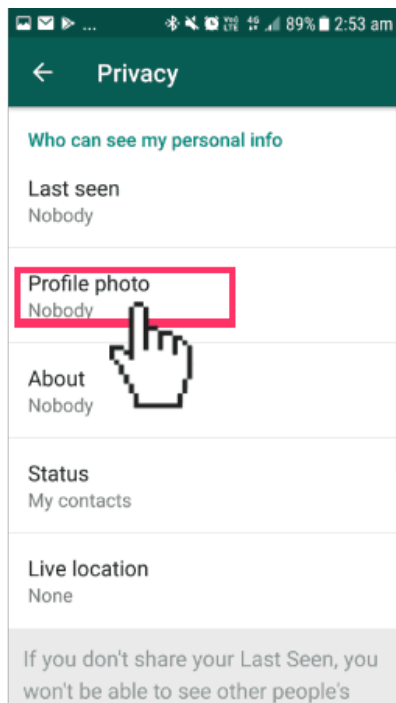 ... VoLTE 4G 89% 2:53 am
Privacy
Who can see my personal info
Last seen
Nobody
Profile photo
Nobody
About
Nobody
Status
My contacts
Live location
None
If you don't share your Last Seen, you
won't be able to see other people's